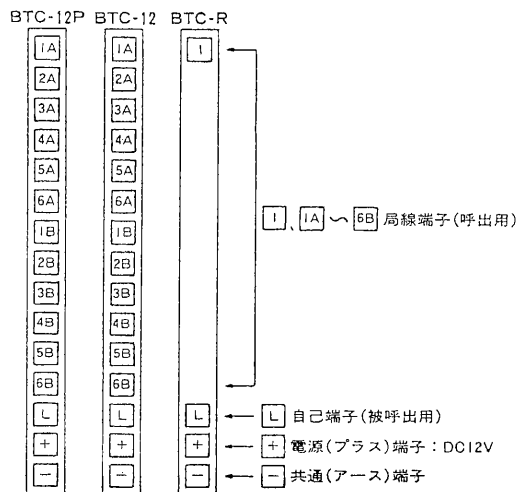 BTC-12P BTC-12 BTC-R
1A 1A 1
2A 2A
3A 3A
4A 4A
5A 5A
6A 6A
1B 1B
1、1A〜6B 局線端子(呼出用)
2B 2B
3B 3B
4B 4B
5B 5B
6B 6B
L L L L 自己端子(被呼出用)
+ + + + 電源(プラス)端子:DC12V
− − − − 共通(アース)端子